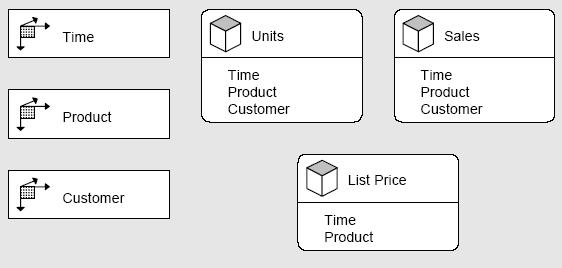 Time
Product
Customer
Units
Time
Product
Customer
Sales
Time
Product
Customer
List Price
Time
Product